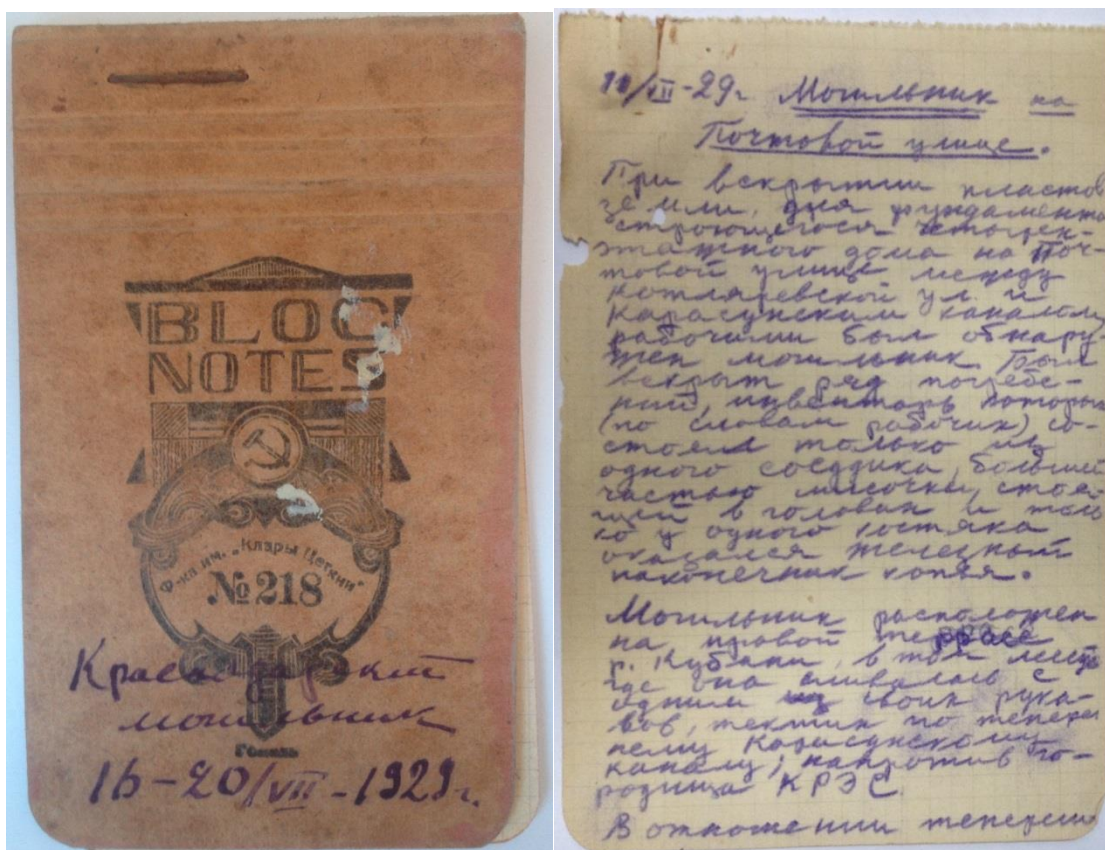 BLOC
NOTES
Ф-ка им. „Клары Цеткин“
№ 218
Краснодарский
могильник
Гомель
16-20/VII-1929 г.
/VII-29 г. Могильник на
Почтовой улице.
При вскрытии пластов
земли, для фундамента
строющегося четырех-
этажного дома на Поч-
товой улице между
Котляревской ул. и
Карасунским каналом,
рабочими был обнару-
жен могильник. Был
вскрыт ряд погребе-
ний, инвентарь которых
(по словам рабочих) со-
стоял только из
одного сосудика, большей
частью мисочки, стоя-
щей в головах и толь
ко у одного костяка
оказался железный
наконечник копья.
Могильник расположен
на правой террасе
р. Кубани, в том месте
где она сливалась с
одним из своих рука-
вов, текших по тепереш
нему Карасунскому
каналу; напротив го-
родища КРЭС.
В отношении тепереш